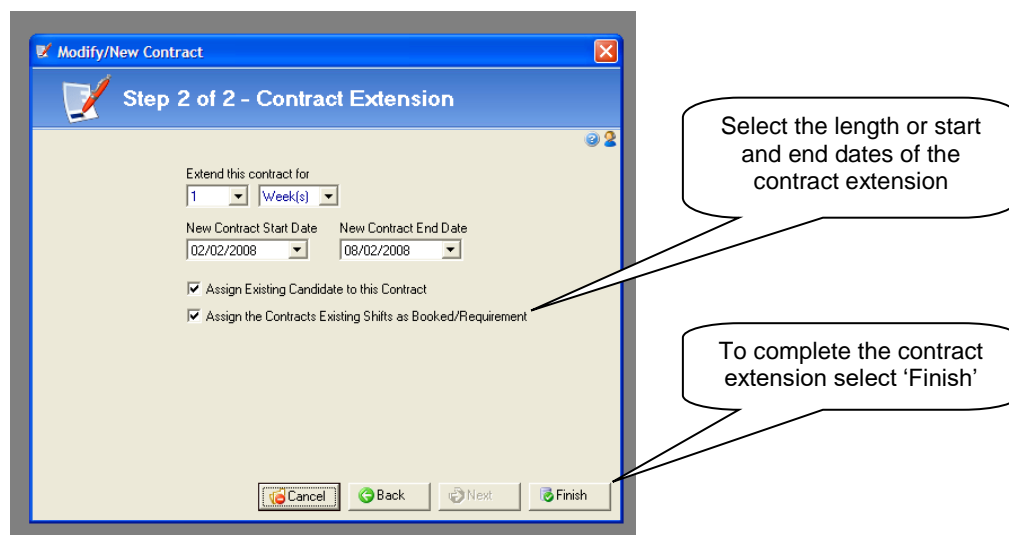 Modify/New Contract
Step 2 of 2 - Contract Extension
Extend this contract for
1 Week(s)
New Contract Start Date New Contract End Date
02/02/2008 08/02/2008
Assign Existing Candidate to this Contract
Assign the Contracts Existing Shifts as Booked/Requirement
Cancel Back Next Finish
Select the length or start
and end dates of the
contract extension
To complete the contract
extension select ‘Finish’